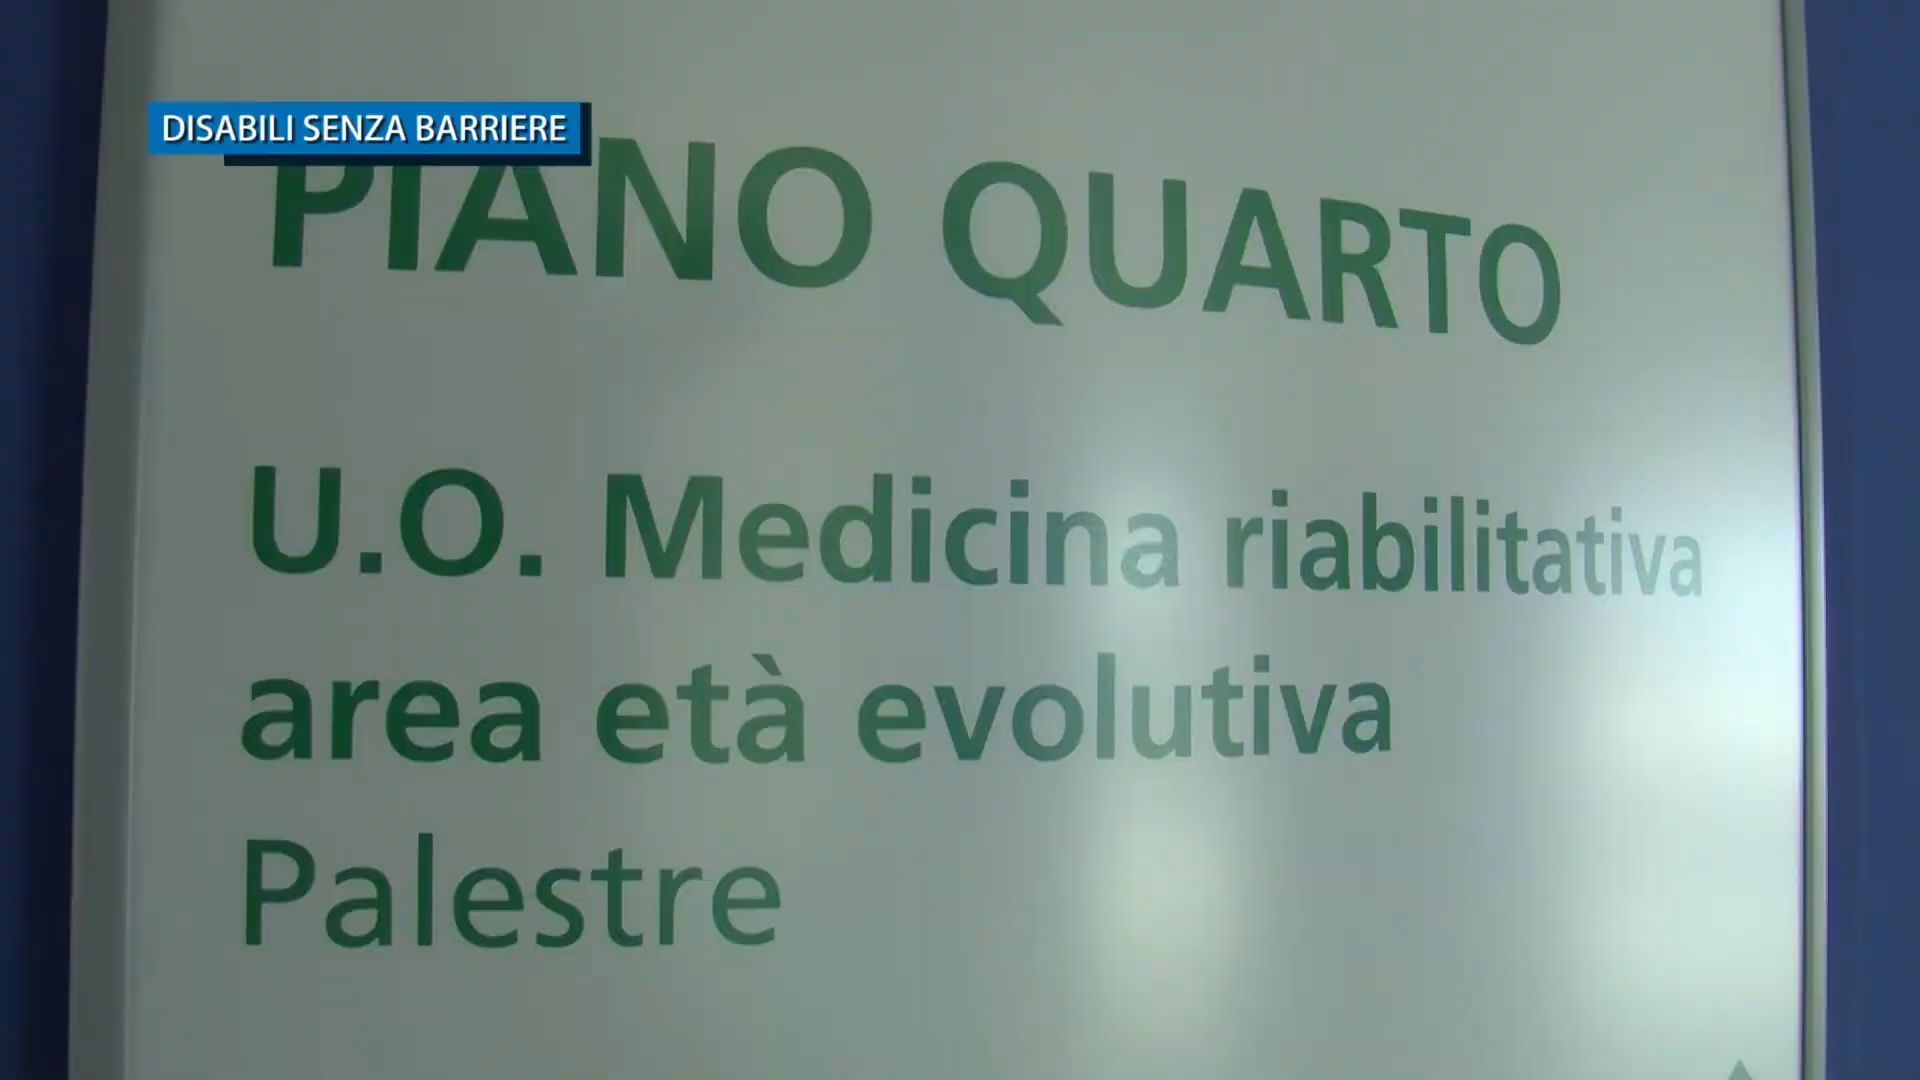 DISABILI SENZA BARRIERE
PIANO QUARTO
U.O. Medicina riabilitativa
area età evolutiva
Palestre